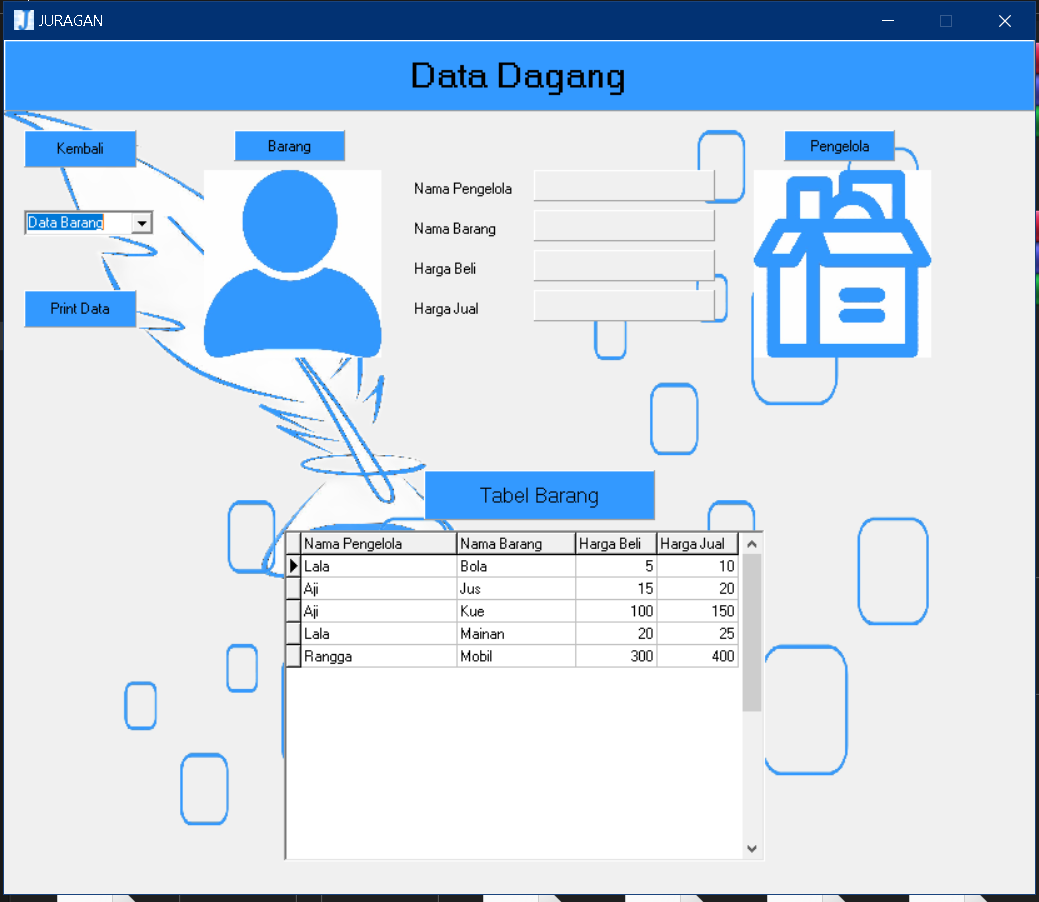 JURAGAN
Data Dagang
Kembali
Barang
Pengelola
Data Barang
Print Data
Nama Pengelola
Nama Barang
Harga Beli
Harga Jual
Tabel Barang
Nama Pengelola Nama Barang Harga Beli Harga Jual
Lala Bola 5 10
Aji Jus 15 20
Aji Kue 100 150
Lala Mainan 20 25
Rangga Mobil 300 400